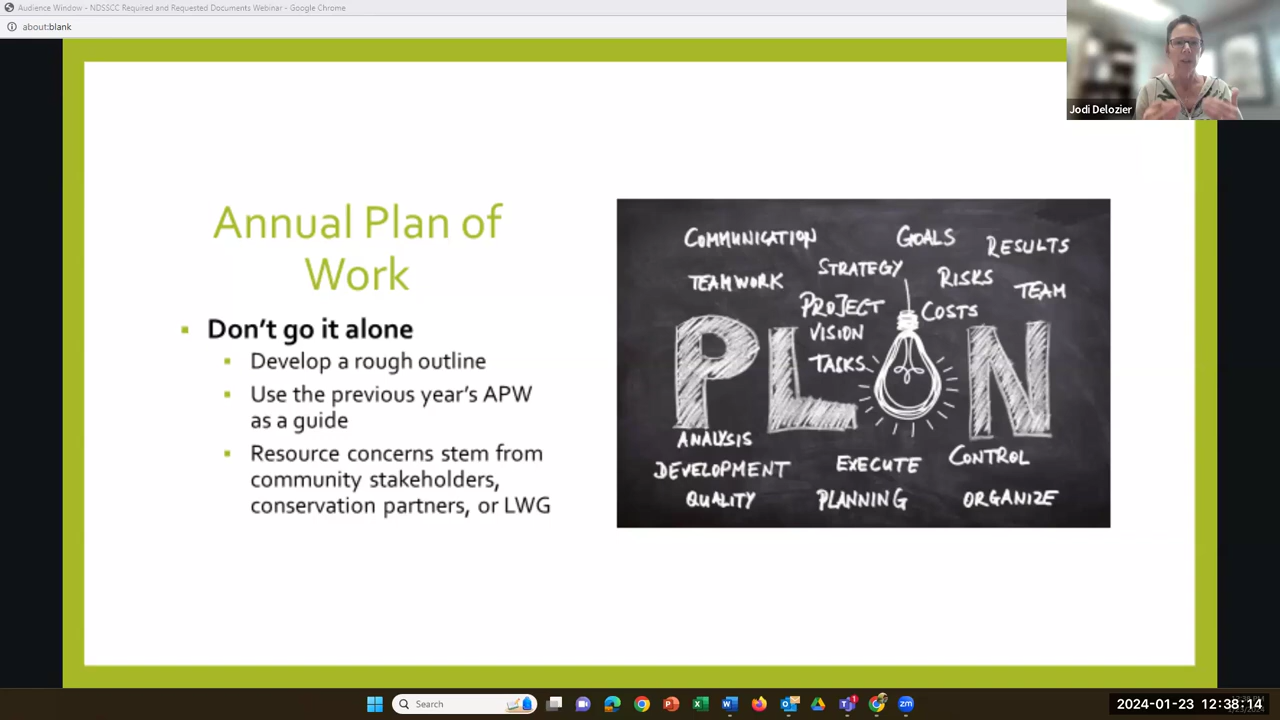 Audience Window - NDSSCC Required and Requested Documents Webinar - Google Chrome
about:blank
Jodi Delozier
Annual Plan of
Work
Don't go it alone
Develop a rough outline
Use the previous year's APW
as a guide
Resource concerns stem from
community stakeholders,
conservation partners, or LWG
COMMUNICATION
GOALS
RESULTS
TEAMWORK
STRATEGY
RISKS
TEAM
PROJECT
COSTS
VISION
TASKS
PLAN
ANALYSIS
DEVELOPMENT
EXECUTE
CONTROL
QUALITY
PLANNING
ORGANIZE
Search
2024-01-23 12:38:14